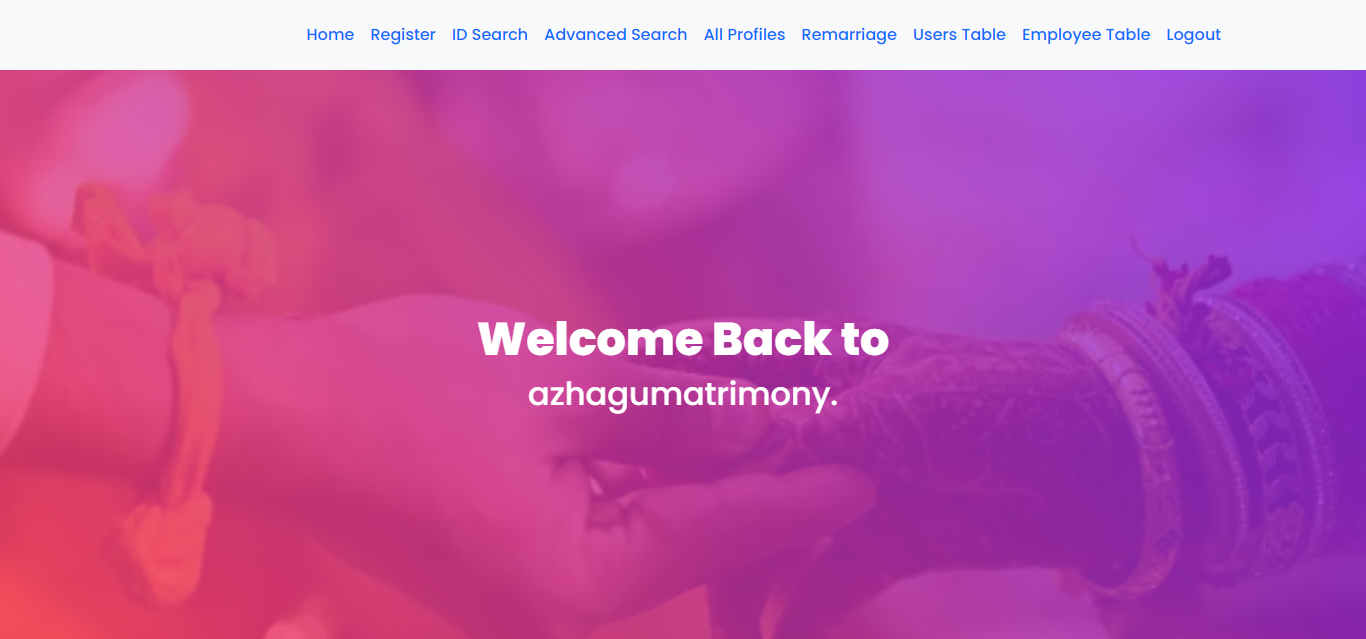 Home Register ID Search Advanced Search All Profiles Remarriage Users Table Employee Table Logout
Welcome Back to
azhagumatrimony.